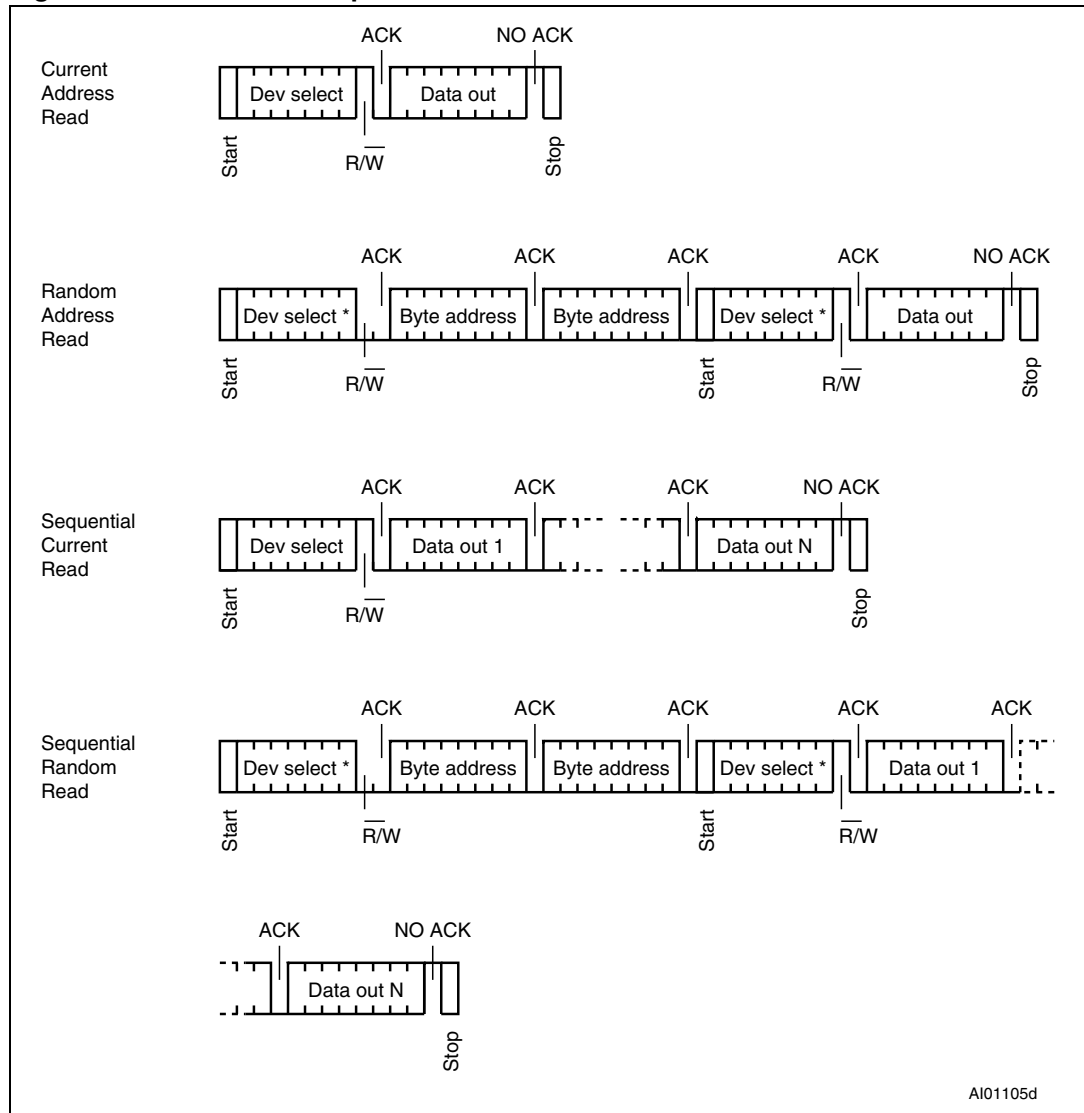 ACK NO ACK
Current
Address
Read
Dev select Data out
Start R/W Stop
ACK ACK ACK ACK NO ACK
Random
Address
Read
Dev select * Byte address Byte address Dev select * Data out
Start R/W Start R/W Stop
ACK ACK ACK NO ACK
Sequential
Current
Read
Dev select Data out 1 Data out N
Start R/W Stop
ACK ACK ACK ACK ACK
Sequential
Random
Read
Dev select * Byte address Byte address Dev select * Data out 1
Start R/W Start R/W
ACK NO ACK
Data out N
Stop
AI01105d